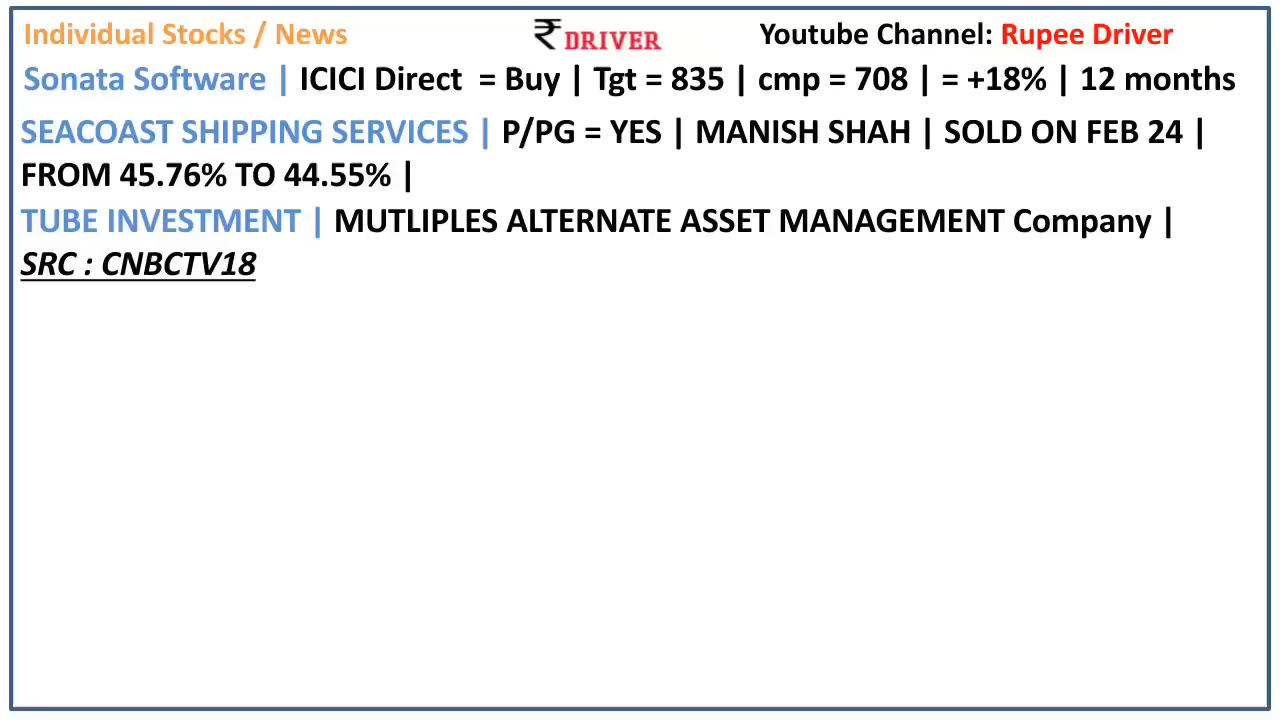 Individual Stocks / News ₹ DRIVER Youtube Channel: Rupee Driver
Sonata Software | ICICI Direct = Buy | Tgt = 835 | cmp = 708 | = +18% | 12 months
SEACOAST SHIPPING SERVICES | P/PG = YES | MANISH SHAH | SOLD ON FEB 24 |
FROM 45.76% TO 44.55% |
TUBE INVESTMENT | MUTLIPLES ALTERNATE ASSET MANAGEMENT Company |
SRC : CNBCTV18